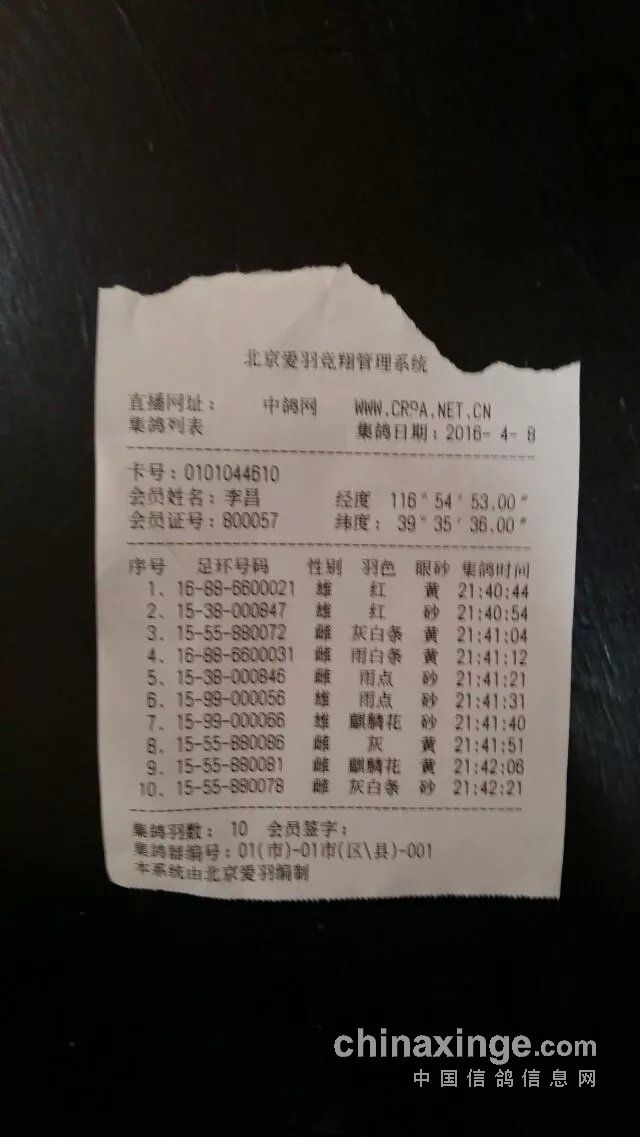 北京爱羽竞翔管理系统
直播网址： 中鸽网 WWW.CRPA.NET.CN
集鸽列表 集鸽日期：2016- 4- 8
卡号：0101044610
会员姓名：李昌 经度 116°54′53.00″
会员证号：800057 纬度：39°35′36.00″
序号 足环号码 性别 羽色 眼砂 集鸽时间
1、16-88-6600021 雄 红 黄 21:40:44
2、15-38-000847 雄 红 砂 21:40:54
3、15-55-880072 雌 灰白条 黄 21:41:04
4、16-88-6600031 雌 雨白条 黄 21:41:12
5、15-38-000846 雌 雨点 砂 21:41:21
6、15-99-000056 雄 雨点 砂 21:41:31
7、15-99-000066 雄 麒麟花 砂 21:41:40
8、15-55-880086 雌 灰 黄 21:41:51
9、15-55-880081 雌 麒麟花 黄 21:42:06
10、15-55-880078 雌 灰白条 砂 21:42:21
集鸽羽数： 10 会员签字：
集鸽器编号：01(市)-01市(区\县)-001
本系统由北京爱羽编制
chinaxinge.com
中国信鸽信息网